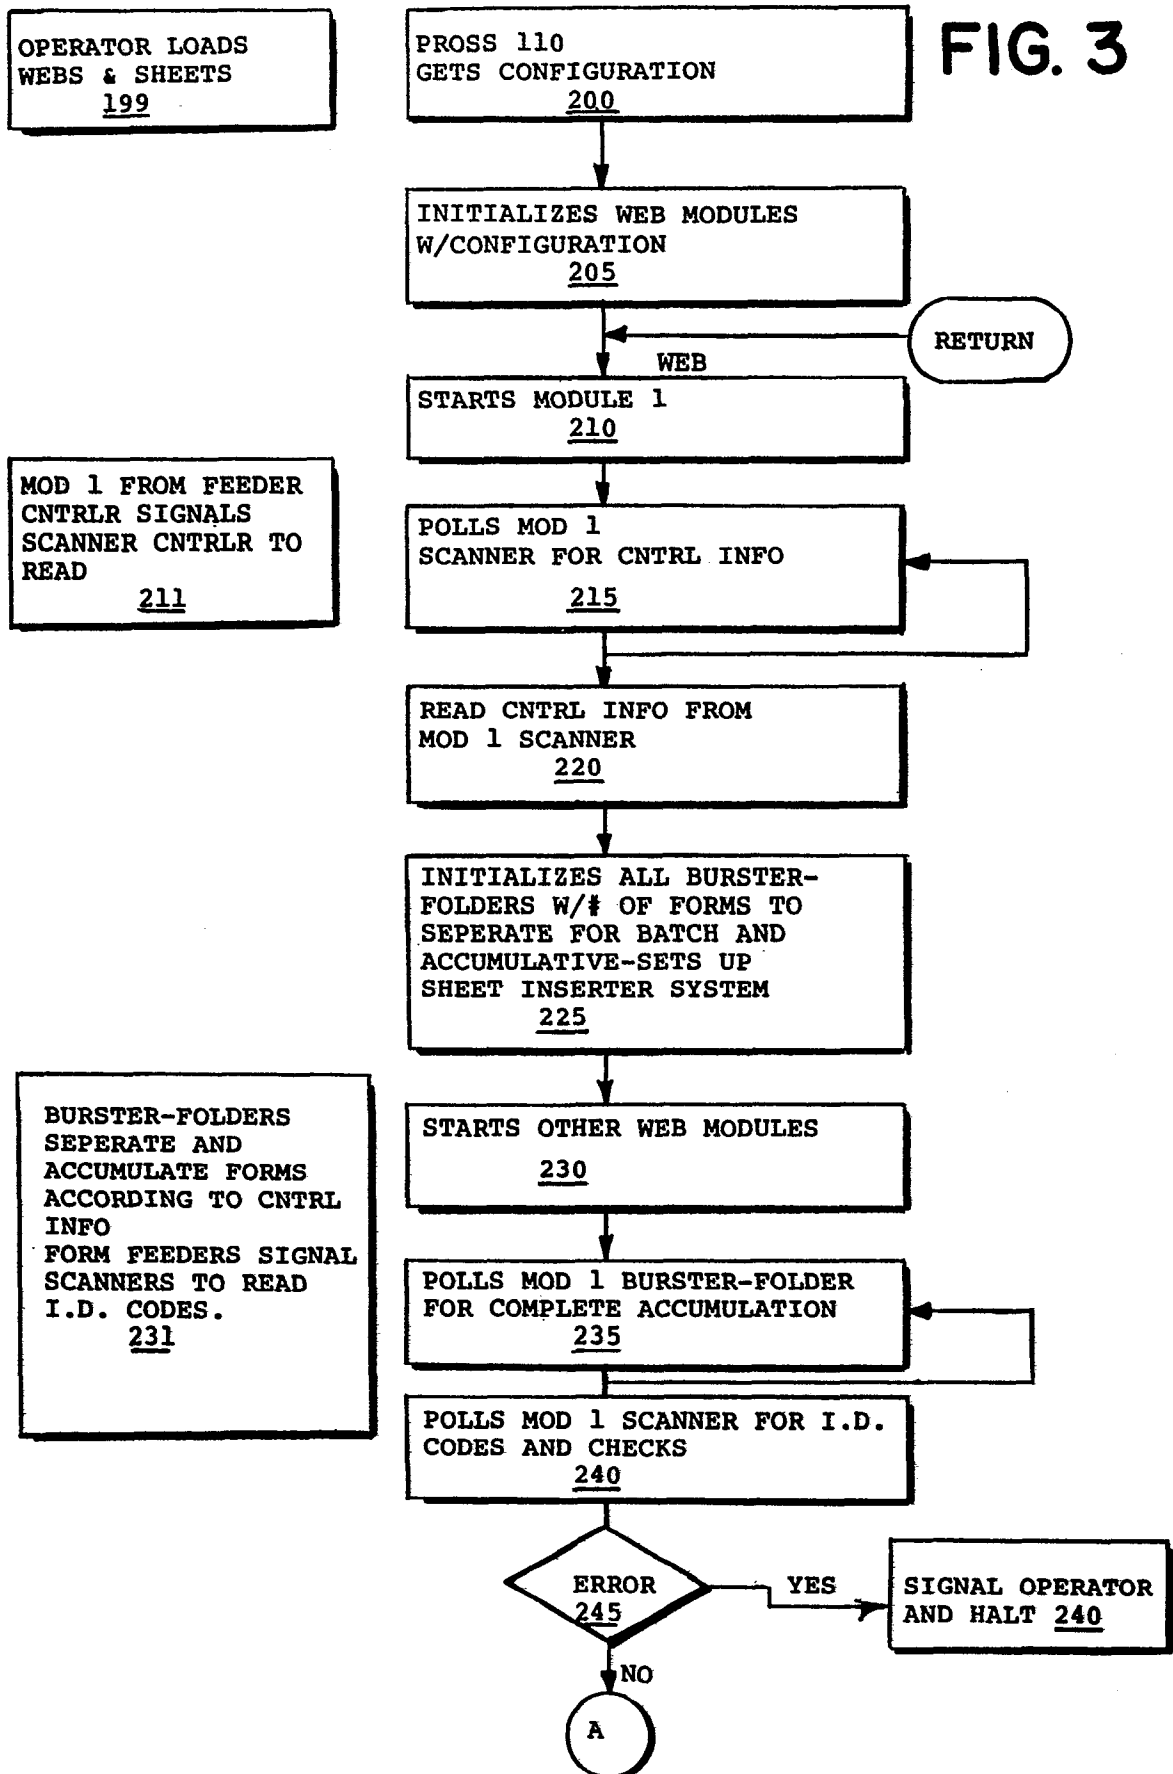 FIG. 3
OPERATOR LOADS
WEBS & SHEETS
199
PROSS 110
GETS CONFIGURATION
200
INITIALIZES WEB MODULES
W/CONFIGURATION
205
RETURN
WEB
STARTS MODULE 1
210
MOD 1 FROM FEEDER
CNTRLR SIGNALS
SCANNER CNTRLR TO
READ
211
POLLS MOD 1
SCANNER FOR CNTRL INFO
215
READ CNTRL INFO FROM
MOD 1 SCANNER
220
INITIALIZES ALL BURSTER-
FOLDERS W/# OF FORMS TO
SEPERATE FOR BATCH AND
ACCUMULATIVE-SETS UP
SHEET INSERTER SYSTEM
225
BURSTER-FOLDERS
SEPERATE AND
ACCUMULATE FORMS
ACCORDING TO CNTRL
INFO
FORM FEEDERS SIGNAL
SCANNERS TO READ
I.D. CODES.
231
STARTS OTHER WEB MODULES
230
POLLS MOD 1 BURSTER-FOLDER
FOR COMPLETE ACCUMULATION
235
POLLS MOD 1 SCANNER FOR I.D.
CODES AND CHECKS
240
ERROR
245
YES
SIGNAL OPERATOR
AND HALT 240
NO
A